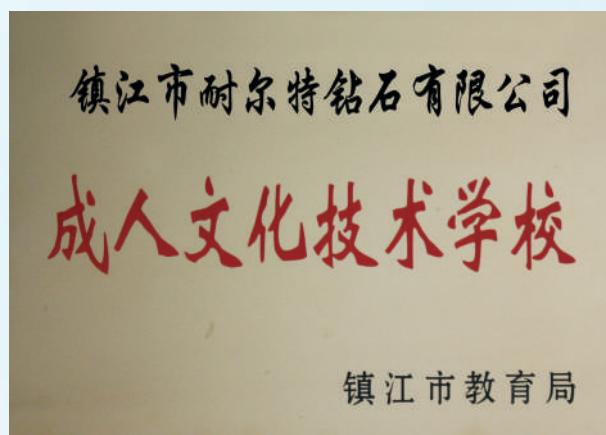 镇江市耐尔特钻石有限公司
成人文化技术学校
镇江市教育局